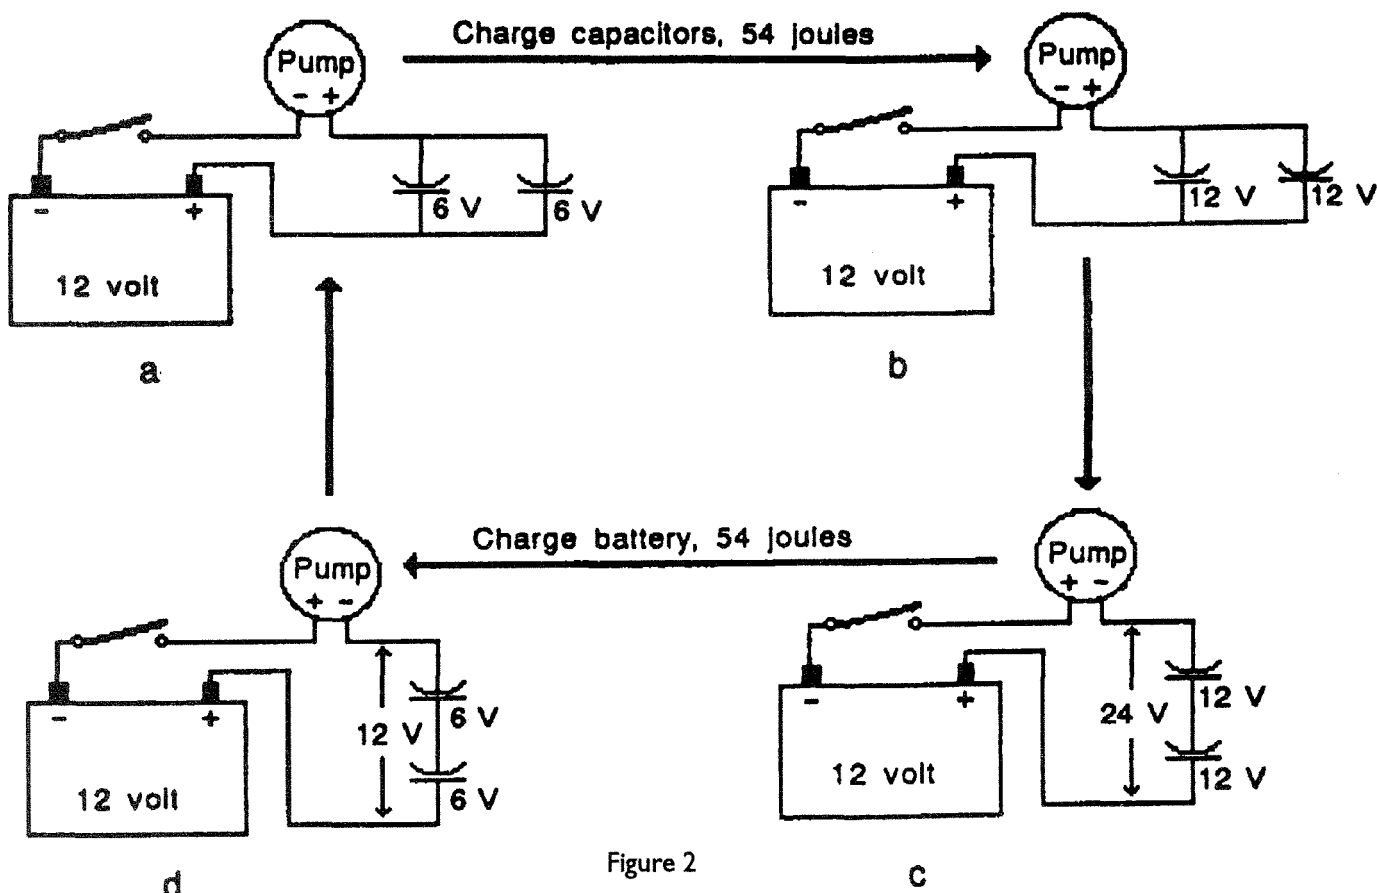 Charge capacitors, 54 joules
Pump
- +
6 V 6 V
- +
12 volt
a
Pump
- +
12 V 12 V
- +
12 volt
b
Charge battery, 54 joules
Pump
+ -
12 V
6 V
6 V
- +
12 volt
d
Pump
+ -
24 V
12 V
12 V
- +
12 volt
c
Figure 2